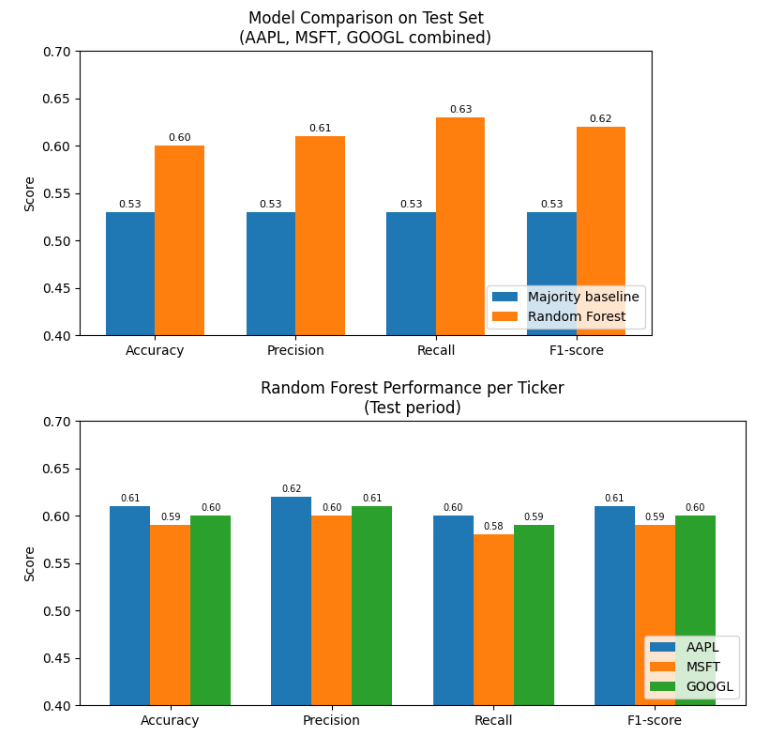 Model Comparison on Test Set
(AAPL, MSFT, GOOGL combined)
0.70
0.65
0.60
0.55
0.50
0.45
0.40
Score
0.53
0.60
0.53
0.61
0.53
0.63
0.53
0.62
Majority baseline
Random Forest
Accuracy
Precision
Recall
F1-score
Random Forest Performance per Ticker
(Test period)
0.70
0.65
0.60
0.55
0.50
0.45
0.40
Score
0.61
0.59
0.60
0.62
0.60
0.61
0.60
0.58
0.59
0.61
0.59
0.60
AAPL
MSFT
GOOGL
Accuracy
Precision
Recall
F1-score